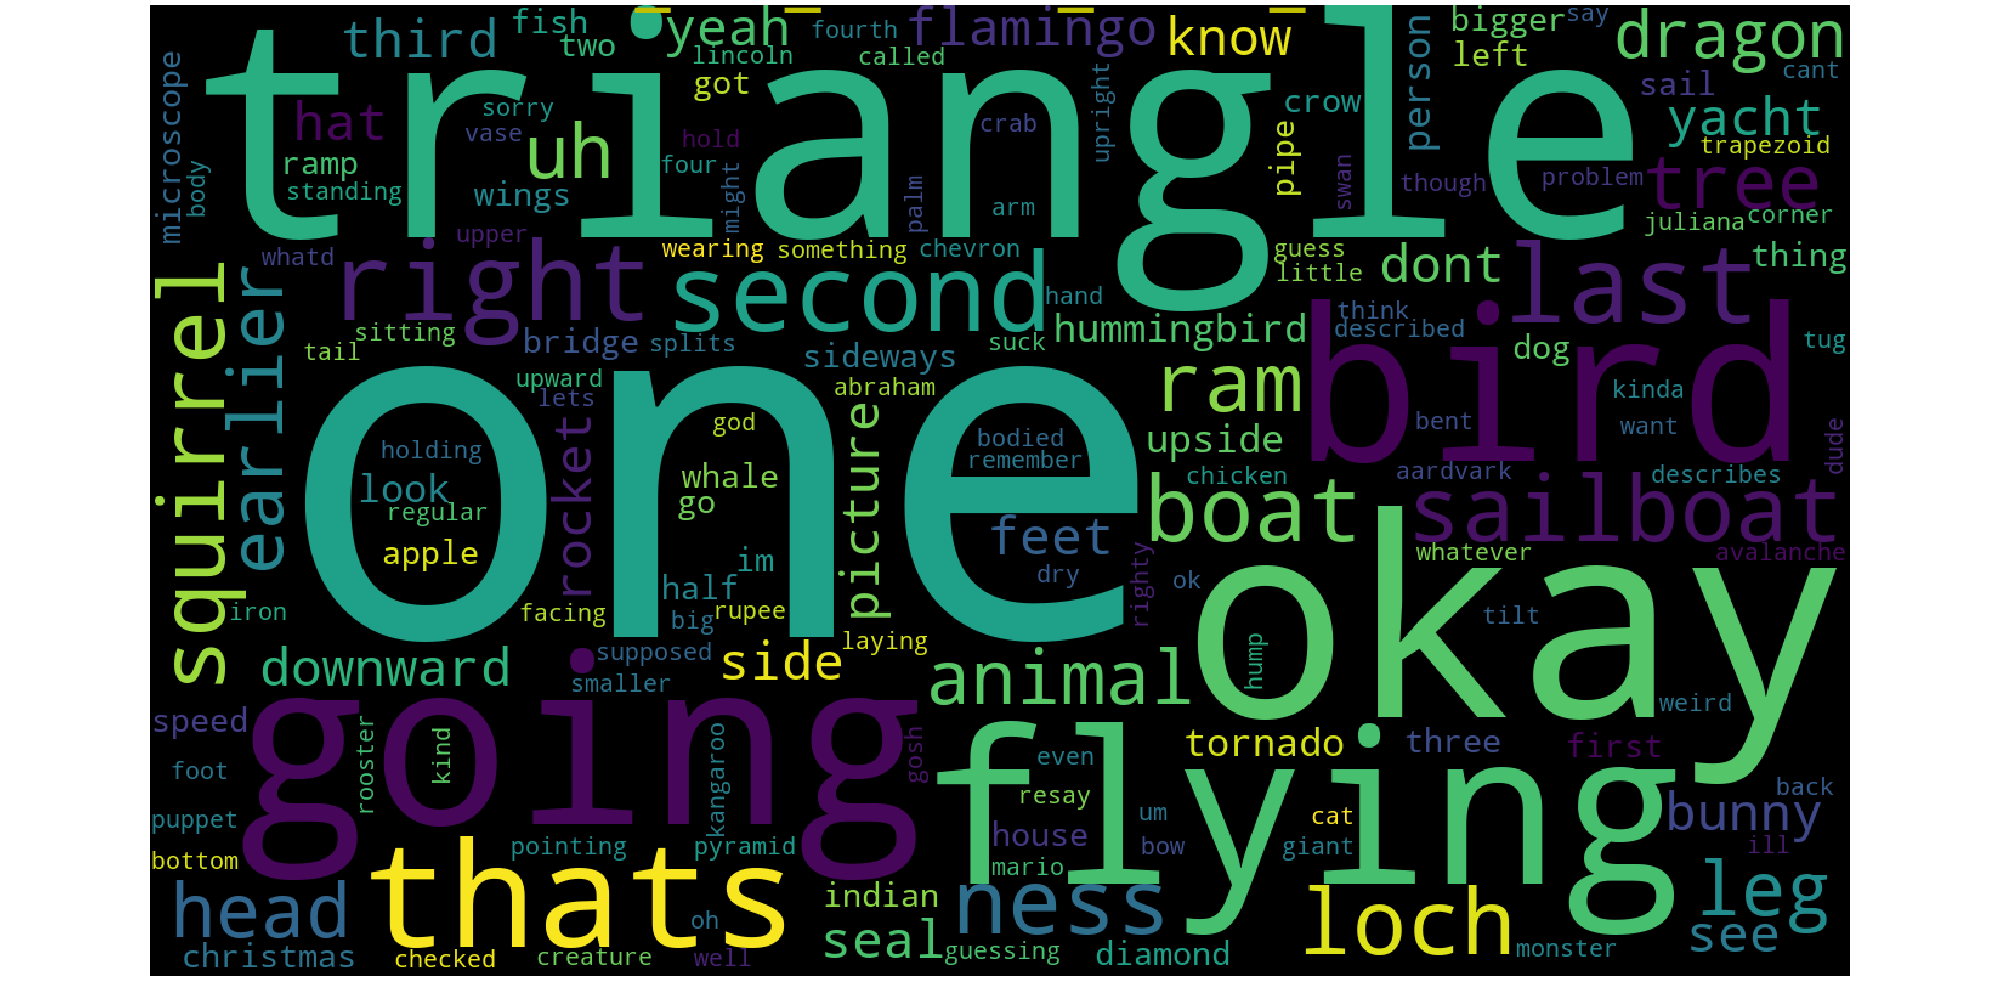 triangle
one
okay
bird
going
flying
thats
third
fish
two
yeah
fourth
lincoln
called
flamingo
know
bigger
say
left
dragon
cant
microscope
body
hat
ramp
standing
sorry
vase
uh
wings
got
hold
four
might
palm
crab
arm
upright
crow
pipe
swan
person
though
sail
yacht
trapezoid
problem
tree
juliana
corner
whatd
upper
right
wearing
something
chevron
second
guess
little
dont
last
thing
squirrel
earlier
tail
sitting
bridge
splits
sideways
hand
hummingbird
suck
think
described
dog
tug
upward
lets
abraham
ram
upside
bent
kinda
want
dude
holding
look
regular
apple
rocket
god
whale
go
picture
bodied
remember
feet
dry
chicken
aardvark
describes
boat
sailboat
iron
facing
half
im
big
rupee
righty
ok
whatever
avalanche
tilt
downward
supposed
smaller
side
laying
animal
hump
weird
speed
foot
rooster
kind
kangaroo
gosh
even
resay
tornado
three
first
back
puppet
bottom
pointing
pyramid
house
mario
um
bow
cat
giant
bunny
ill
head
christmas
checked
creature
oh
well
indian
seal
guessing
ness
diamond
loch
monster
leg
see